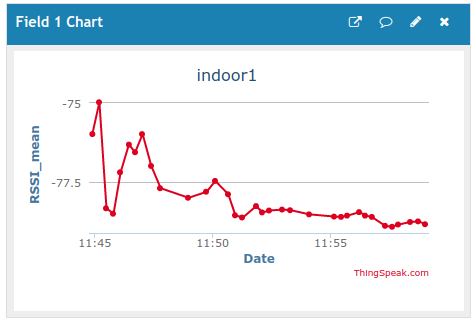 Field 1 Chart
indoor1
-75
-77.5
RSSI_mean
11:45
11:50
11:55
Date
ThingSpeak.com